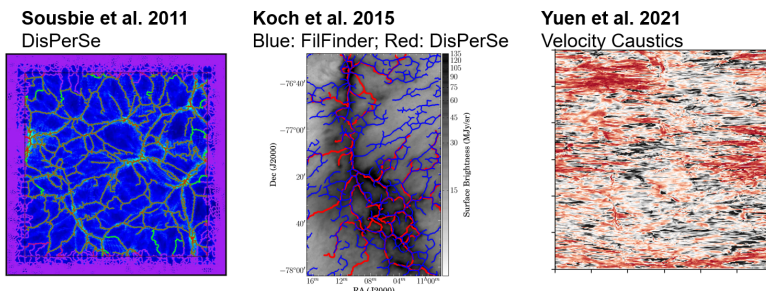 Sousbie et al. 2011
DisPerSe
Koch et al. 2015
Blue: FilFinder; Red: DisPerSe
Yuen et al. 2021
Velocity Caustics
−76°40'
−77°00'
20'
40'
−78°00'
Dec (J2000)
16ᵐ 12ᵐ 08ᵐ 04ᵐ 11ʰ00ᵐ
RA (J2000)
135
120
105
90
75
60
45
30
15
Surface Brightness (MJy/sr)